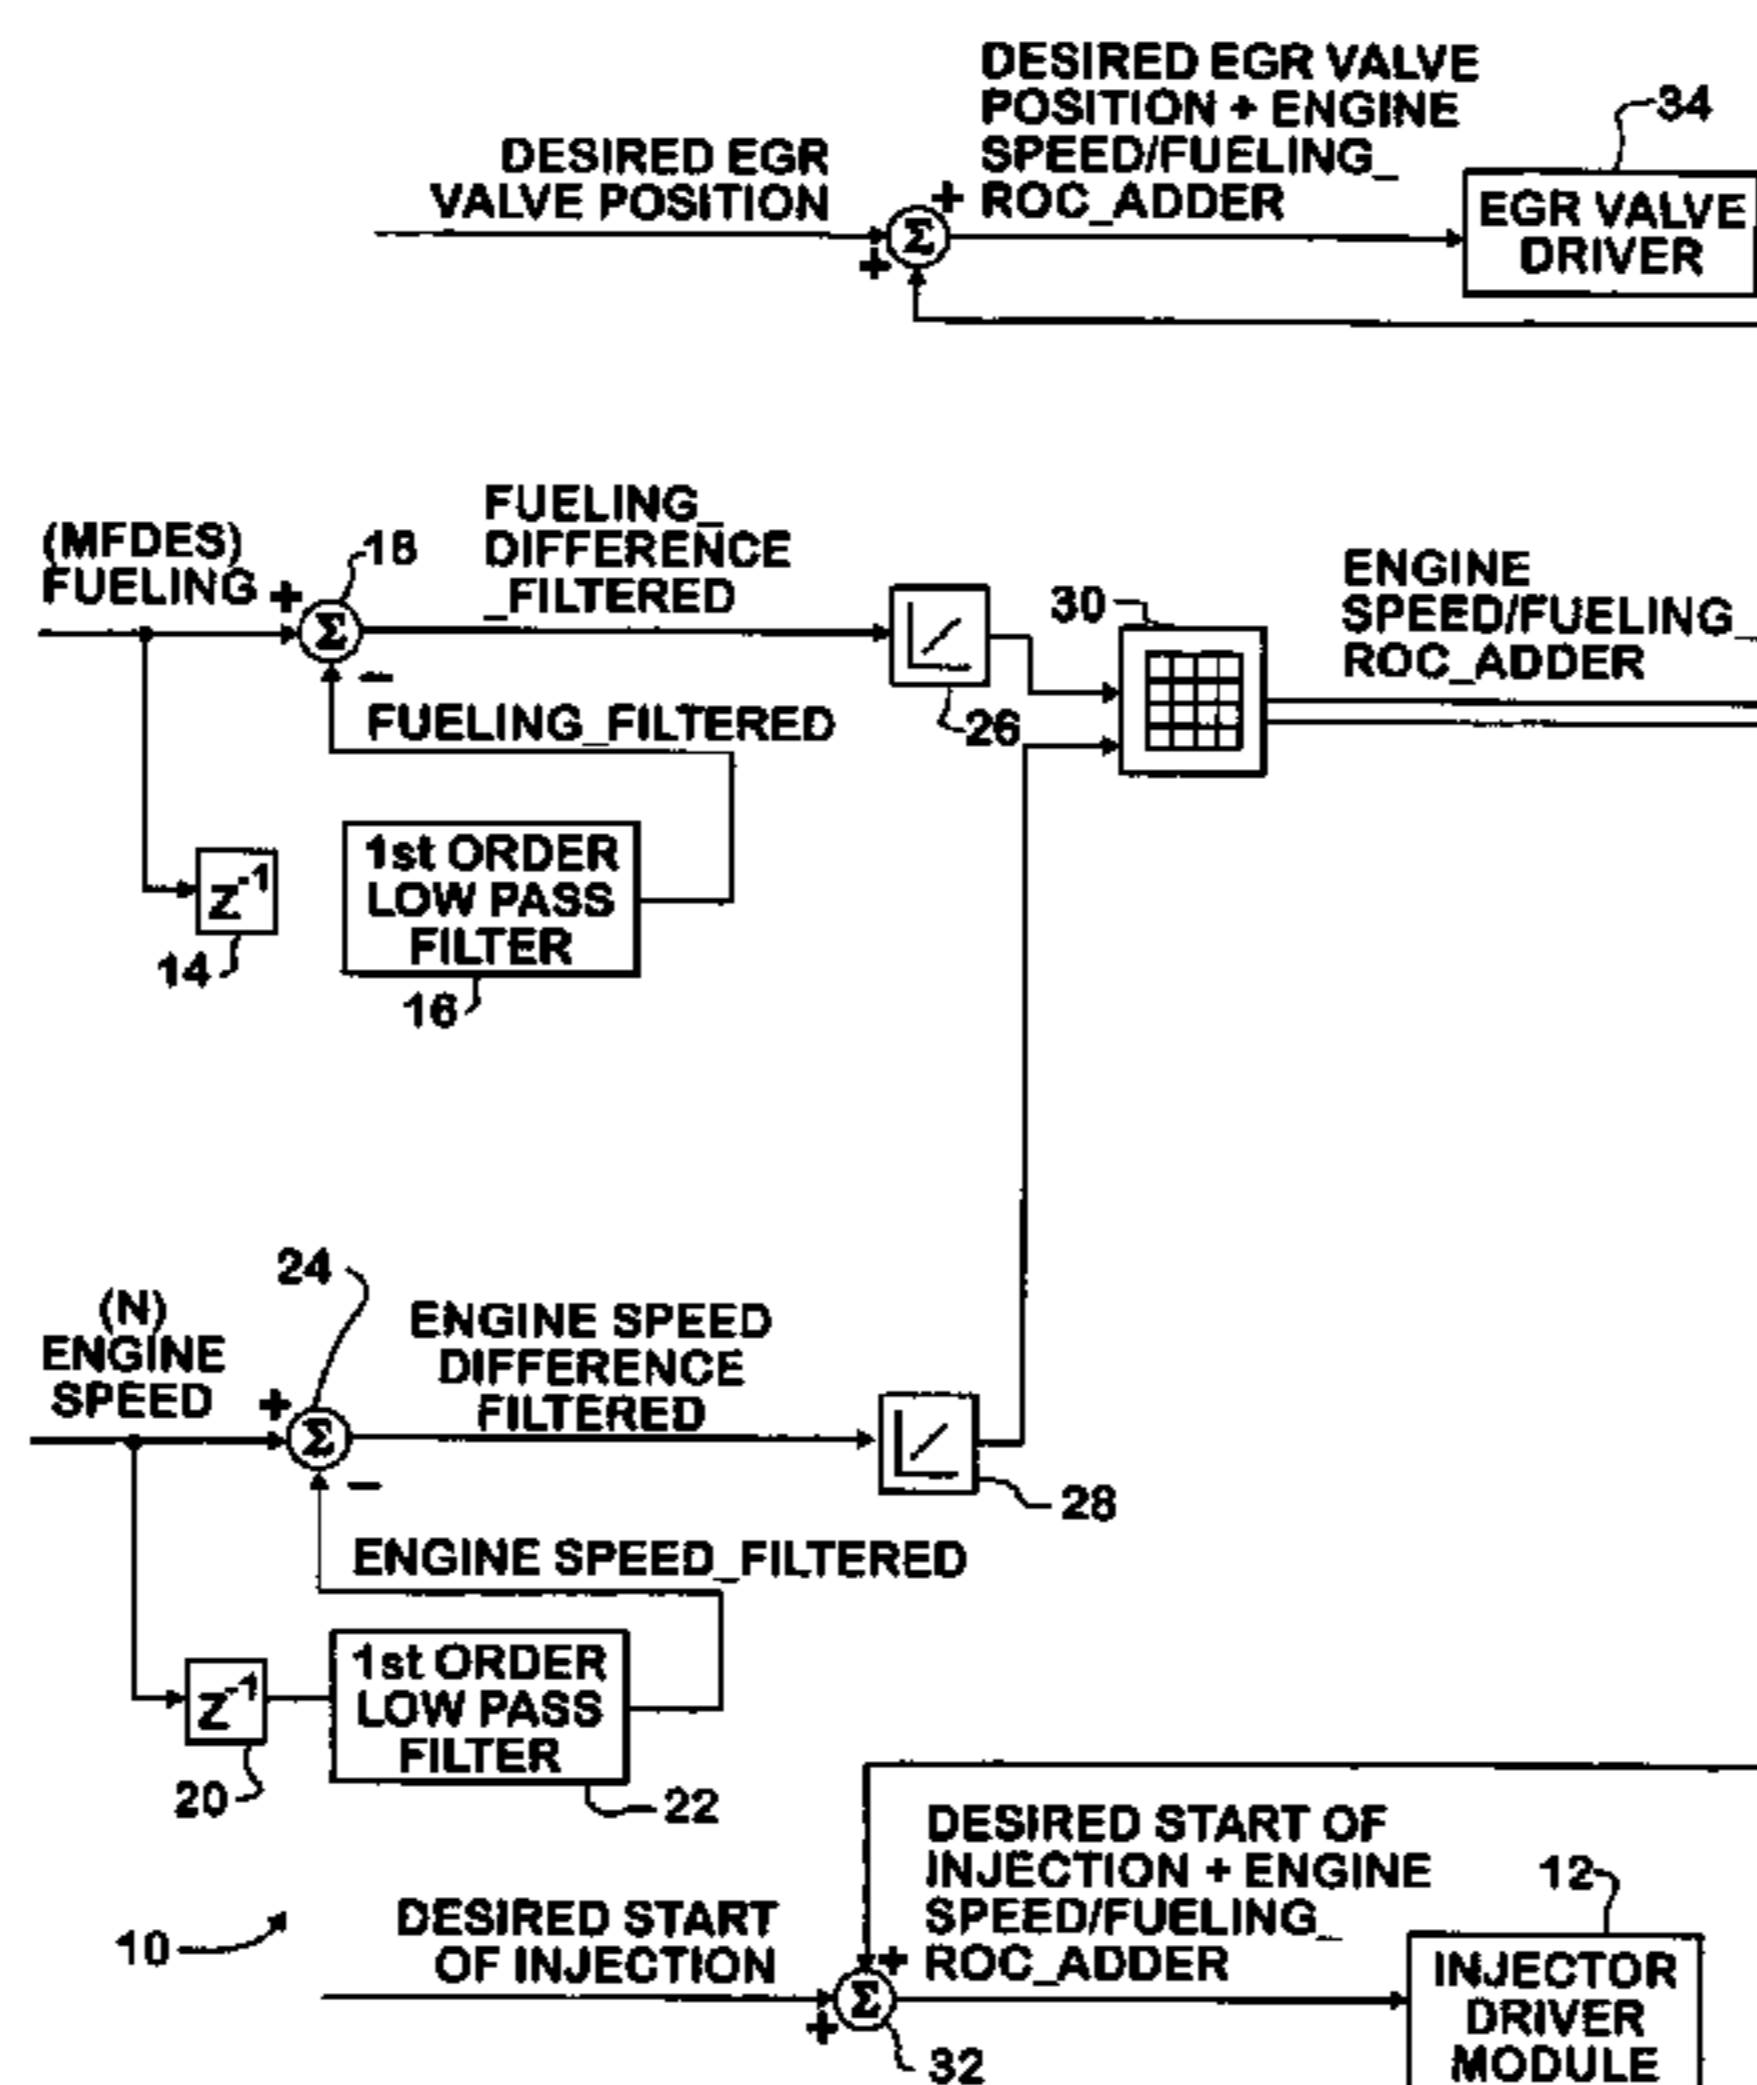 DESIRED EGR VALVE
POSITION + ENGINE
SPEED/FUELING_
ROC_ADDER
34
DESIRED EGR
VALVE POSITION
+
Σ
+
EGR VALVE
DRIVER
(MFDES)
FUELING
+
18
Σ
−
FUELING_
DIFFERENCE
_FILTERED
26
30
ENGINE
SPEED/FUELING_
ROC_ADDER
FUELING_FILTERED
Z-1
14
1st ORDER
LOW PASS
FILTER
16
24
(N)
ENGINE
SPEED
+
Σ
−
ENGINE SPEED
DIFFERENCE
FILTERED
28
ENGINE SPEED_FILTERED
Z-1
20
1st ORDER
LOW PASS
FILTER
22
10
DESIRED START
OF INJECTION
+
Σ
+
32
DESIRED START OF
INJECTION + ENGINE
SPEED/FUELING_
ROC_ADDER
12
INJECTOR
DRIVER
MODULE